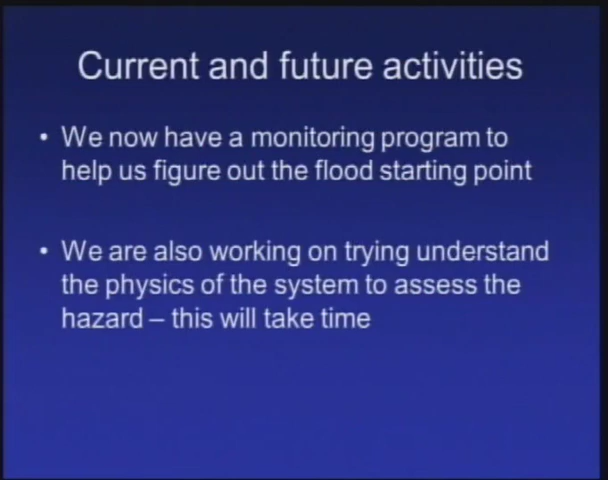 Current and future activities
• We now have a monitoring program to
help us figure out the flood starting point
• We are also working on trying understand
the physics of the system to assess the
hazard – this will take time